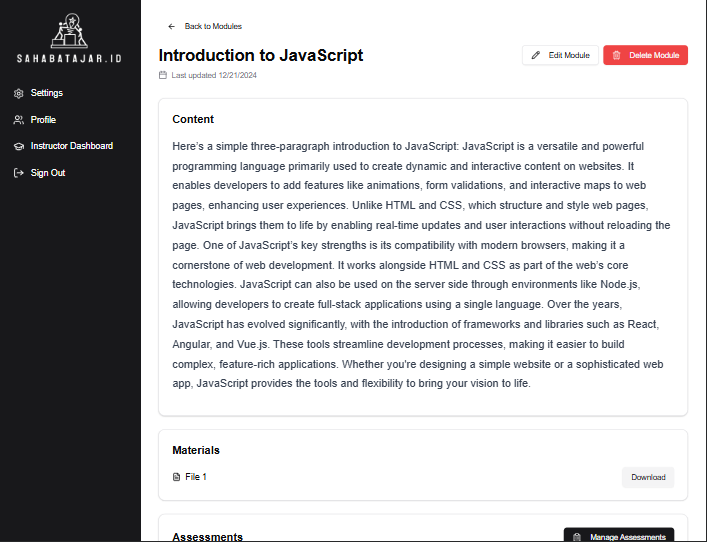 SAHABATAJAR.ID
Settings
Profile
Instructor Dashboard
Sign Out
Back to Modules
Introduction to JavaScript
Edit Module
Delete Module
Last updated 12/21/2024
Content
Here's a simple three-paragraph introduction to JavaScript: JavaScript is a versatile and powerful
programming language primarily used to create dynamic and interactive content on websites. It
enables developers to add features like animations, form validations, and interactive maps to web
pages, enhancing user experiences. Unlike HTML and CSS, which structure and style web pages,
JavaScript brings them to life by enabling real-time updates and user interactions without reloading the
page. One of JavaScript's key strengths is its compatibility with modern browsers, making it a
cornerstone of web development. It works alongside HTML and CSS as part of the web's core
technologies. JavaScript can also be used on the server side through environments like Node.js,
allowing developers to create full-stack applications using a single language. Over the years,
JavaScript has evolved significantly, with the introduction of frameworks and libraries such as React,
Angular, and Vue.js. These tools streamline development processes, making it easier to build
complex, feature-rich applications. Whether you're designing a simple website or a sophisticated web
app, JavaScript provides the tools and flexibility to bring your vision to life.
Materials
File 1
Download
Assessments
Manage Assessments